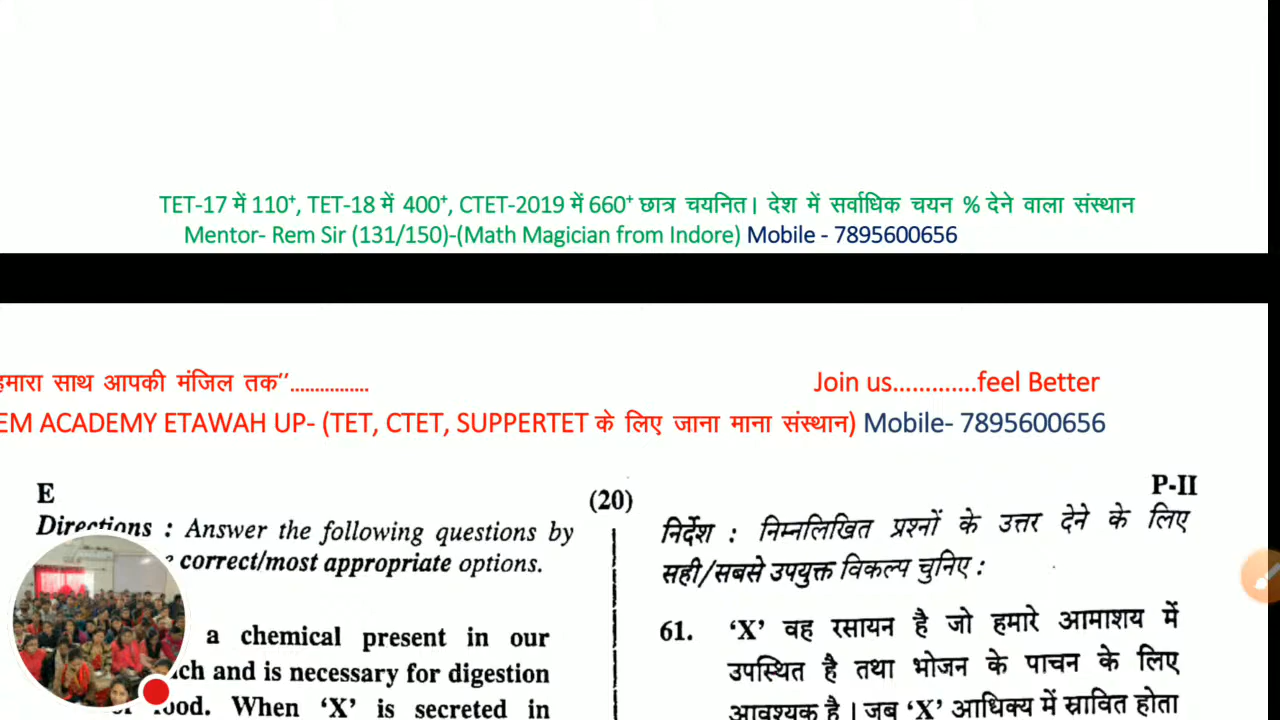 TET-17 में 110⁺, TET-18 में 400⁺, CTET-2019 में 660⁺ छात्र चयनित। देश में सर्वाधिक चयन % देने वाला संस्थान
Mentor- Rem Sir (131/150)-(Math Magician from Indore) Mobile - 7895600656
हमारा साथ आपकी मंजिल तक’’................
Join us.............feel Better
EM ACADEMY ETAWAH UP- (TET, CTET, SUPPERTET के लिए जाना माना संस्थान) Mobile- 7895600656
E
(20)
P-II
Directions : Answer the following questions by
correct/most appropriate options.
a chemical present in our
and is necessary for digestion
food. When ‘X’ is secreted in
निर्देश : निम्नलिखित प्रश्नों के उत्तर देने के लिए
सही/सबसे उपयुक्त विकल्प चुनिए :
61. ‘X’ वह रसायन है जो हमारे आमाशय में
उपस्थित है तथा भोजन के पाचन के लिए
आवश्यक है। जब ‘X’ आधिक्य में स्रावित होता